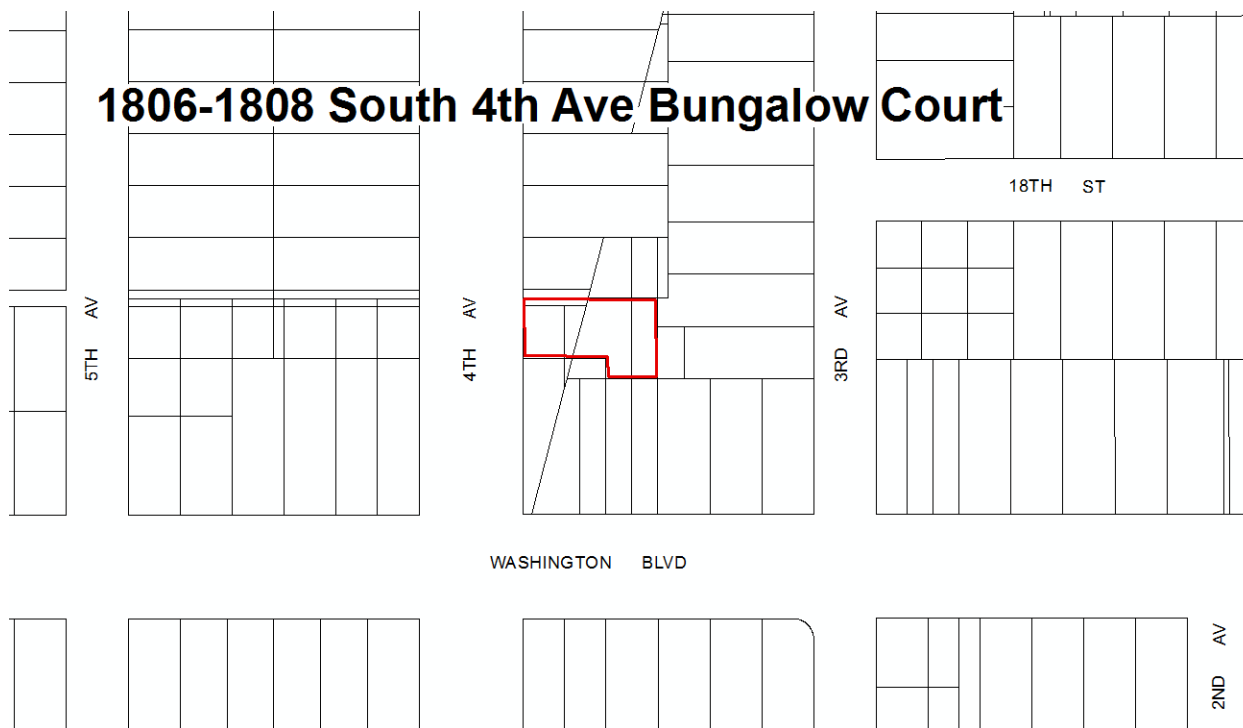 1806-1808 South 4th Ave Bungalow Court
18TH ST
5TH AV
4TH AV
3RD AV
WASHINGTON BLVD
2ND AV